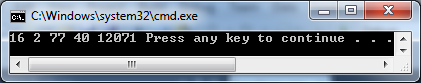 C:\Windows\system32\cmd.exe
16 2 77 40 12071 Press any key to continue . . .